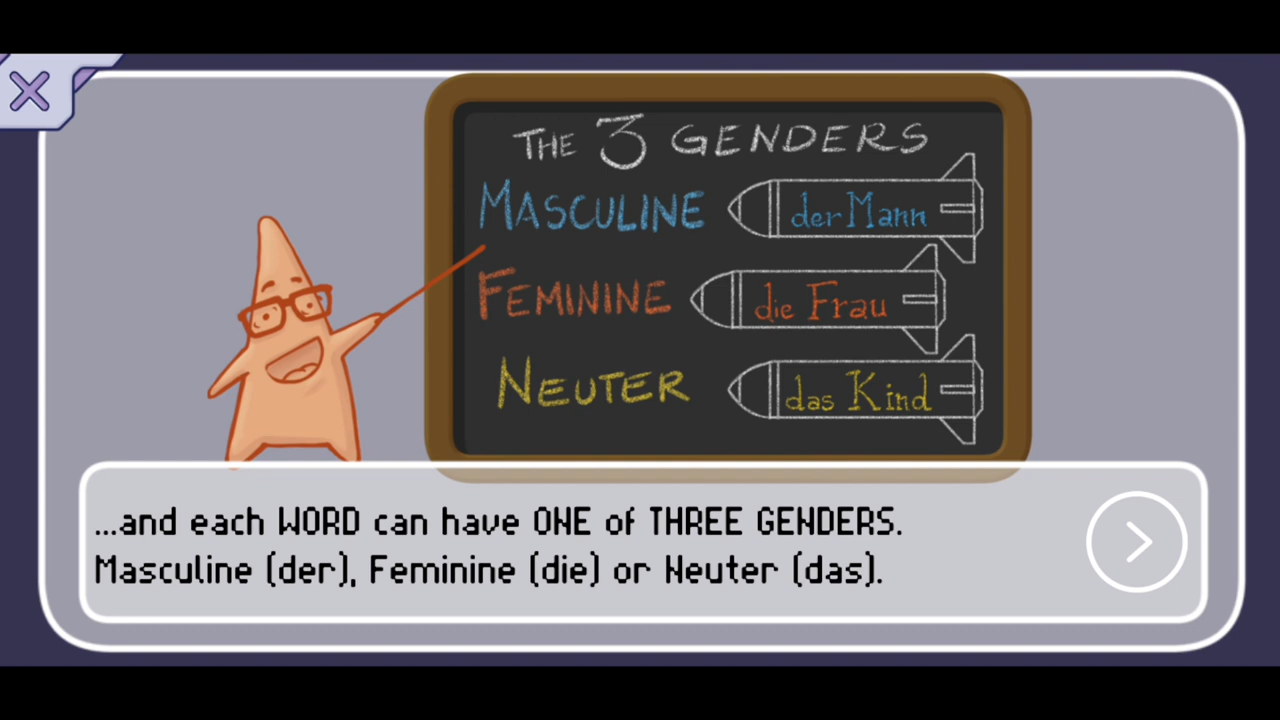 THE 3 GENDERS
MASCULINE
der Mann
FEMININE
die Frau
NEUTER
das Kind
...and each WORD can have ONE of THREE GENDERS.
Masculine (der), Feminine (die) or Neuter (das).